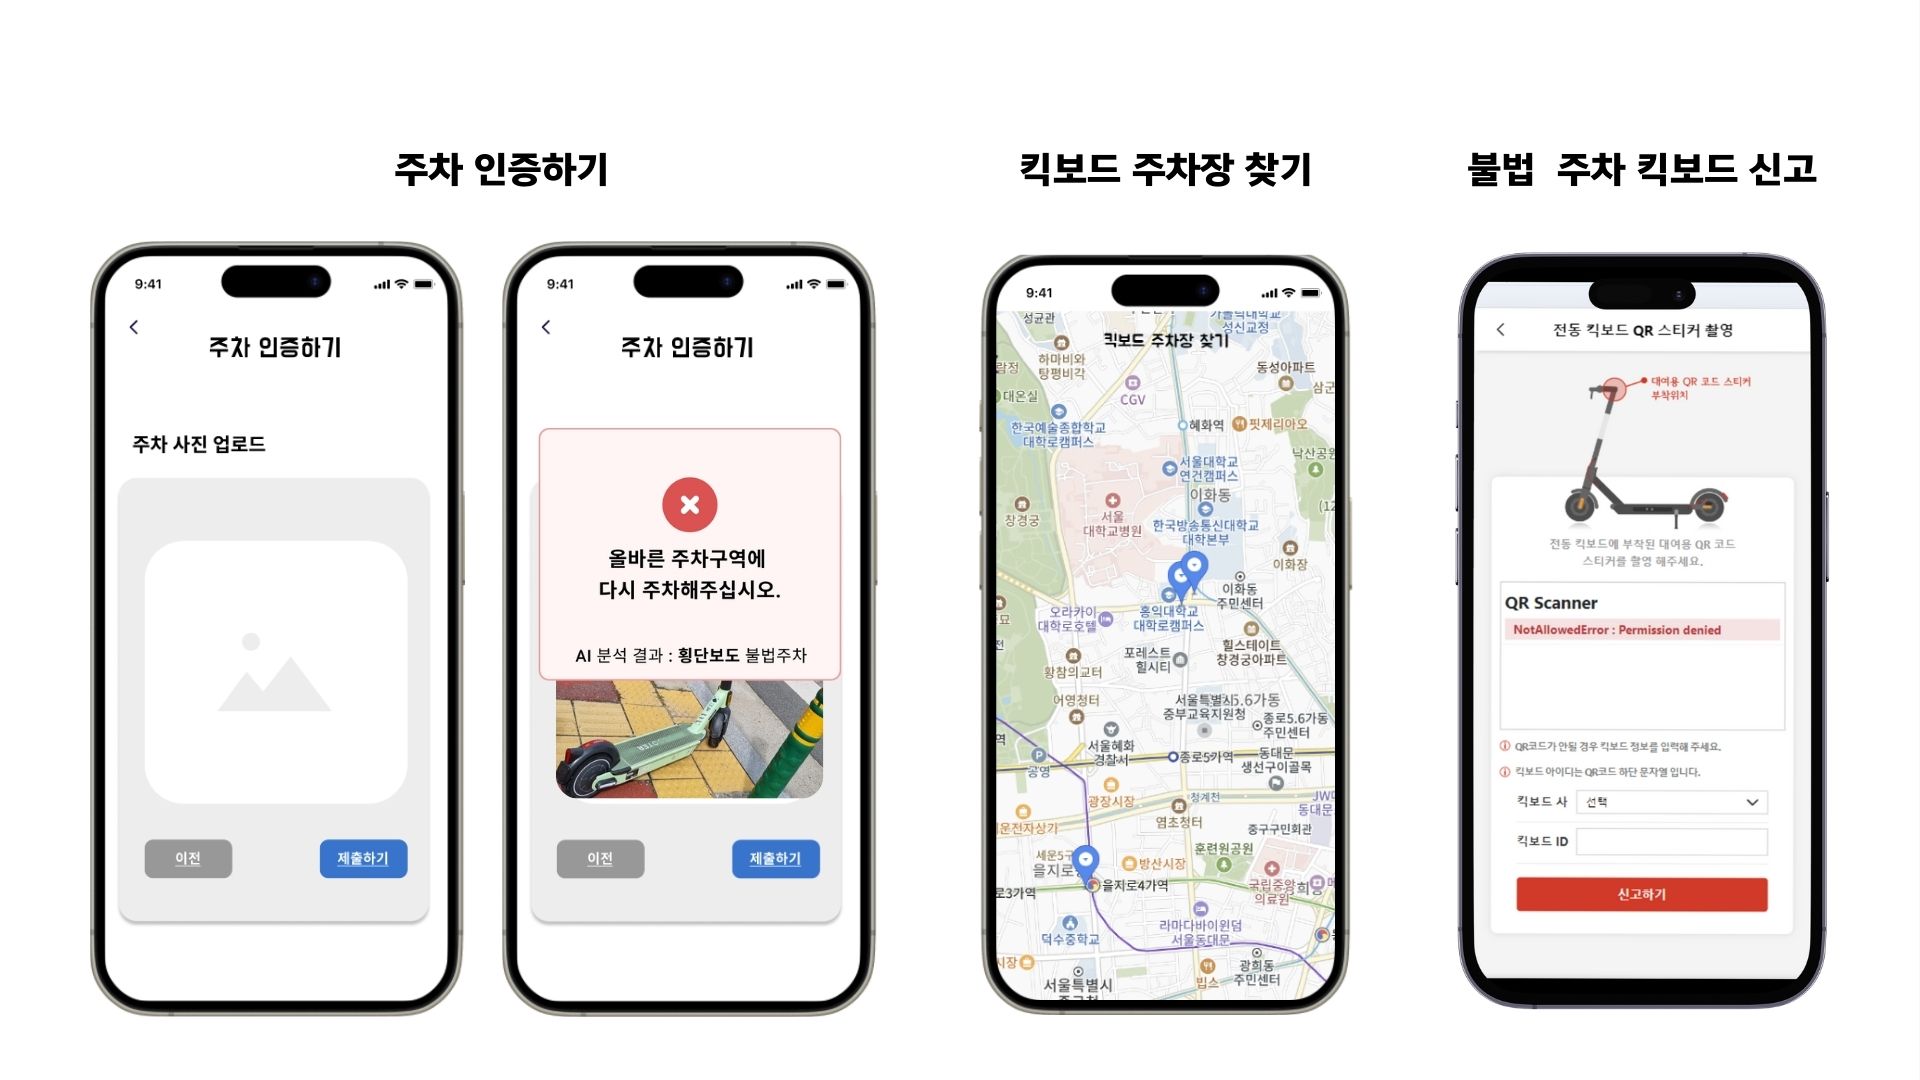 주차 인증하기
킥보드 주차장 찾기
불법 주차 킥보드 신고
9:41
주차 인증하기
주차 사진 업로드
이전
제출하기
9:41
주차 인증하기
올바른 주차구역에
다시 주차해주십시오.
AI 분석 결과 : 횡단보도 불법주차
이전
제출하기
9:41
성균관
성신교정
킥보드 주차장 찾기
하마비와
탕평비각
동성아파트
CGV
대온실
한국예술종합학교
대학로캠퍼스
혜화역
핏제리아오
낙산공원
서울대학교
연건캠퍼스
이화동
창경궁
서울
대학교병원
한국방송통신대학교
대학본부
이화장
이화동
주민센터
오라카이
대학로호텔
홍익대학교
대학로캠퍼스
힐스테이트
창경궁아파트
포레스트
힐시티
황참의교터
어영청터
서울특별시
중부교육지원청
5.6가동
종로5.6가동
주민센터
서울혜화
경찰서
공영
종로5가역
동대문
생선구이골목
광장시장
청계천
염초청터
중구구민회관
세운5구
을지로
훈련원공원
방산시장
을지로4가역
국립중앙
의료원
라마다바이윈덤
서울동대문
덕수중학교
광희동
주민센터
빕스
서울특별시
전동 킥보드 QR 스티커 촬영
대여용 QR 코드 스티커
부착위치
전동 킥보드에 부착된 대여용 QR 코드
스티커를 촬영 해주세요.
QR Scanner
NotAllowedError : Permission denied
QR코드가 안될 경우 킥보드 정보를 입력해 주세요.
킥보드 아이디는 QR코드 하단 문자열 입니다.
킥보드 사
선택
킥보드 ID
신고하기